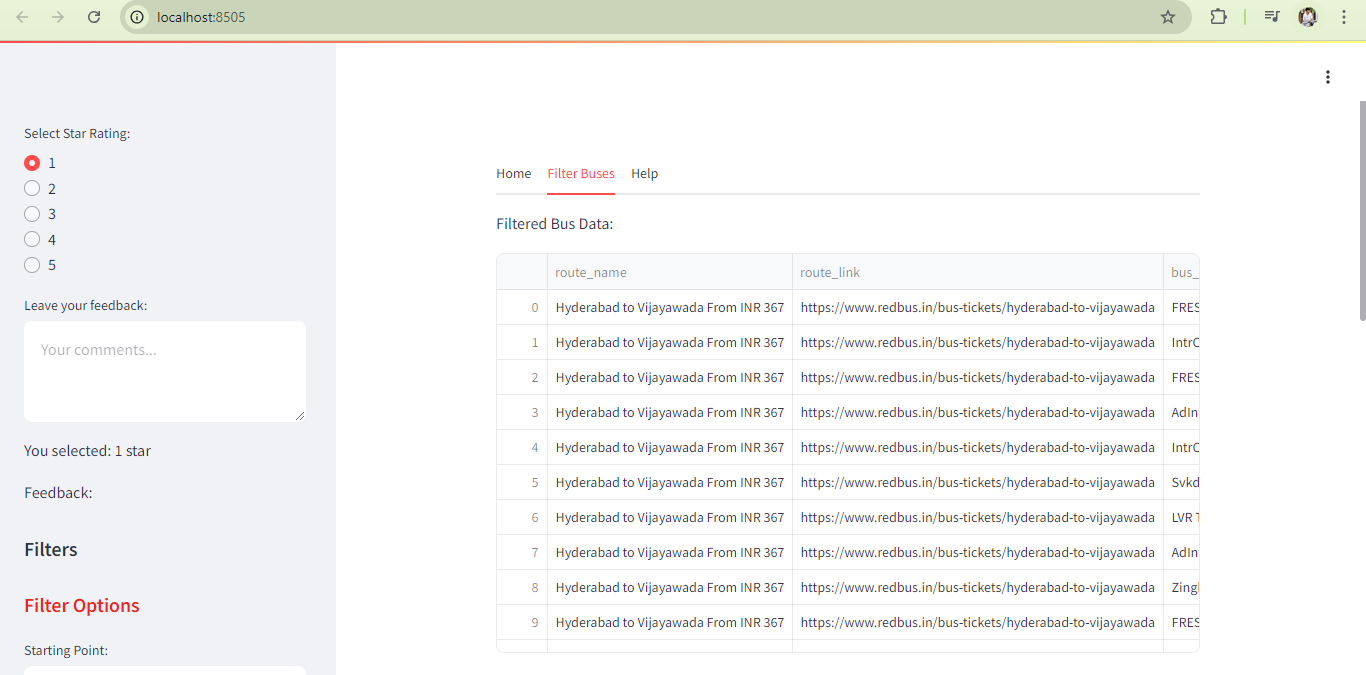 localhost:8505
Select Star Rating:
1
2
3
4
5
Leave your feedback:
Your comments...
You selected: 1 star
Feedback:
Filters
Filter Options
Starting Point:
Home Filter Buses Help
Filtered Bus Data:
route_name route_link bus_
0 Hyderabad to Vijayawada From INR 367 https://www.redbus.in/bus-tickets/hyderabad-to-vijayawada FRES
1 Hyderabad to Vijayawada From INR 367 https://www.redbus.in/bus-tickets/hyderabad-to-vijayawada IntrC
2 Hyderabad to Vijayawada From INR 367 https://www.redbus.in/bus-tickets/hyderabad-to-vijayawada FRES
3 Hyderabad to Vijayawada From INR 367 https://www.redbus.in/bus-tickets/hyderabad-to-vijayawada AdIn
4 Hyderabad to Vijayawada From INR 367 https://www.redbus.in/bus-tickets/hyderabad-to-vijayawada IntrC
5 Hyderabad to Vijayawada From INR 367 https://www.redbus.in/bus-tickets/hyderabad-to-vijayawada Svkd
6 Hyderabad to Vijayawada From INR 367 https://www.redbus.in/bus-tickets/hyderabad-to-vijayawada LVR
7 Hyderabad to Vijayawada From INR 367 https://www.redbus.in/bus-tickets/hyderabad-to-vijayawada AdIn
8 Hyderabad to Vijayawada From INR 367 https://www.redbus.in/bus-tickets/hyderabad-to-vijayawada Zing
9 Hyderabad to Vijayawada From INR 367 https://www.redbus.in/bus-tickets/hyderabad-to-vijayawada FRES